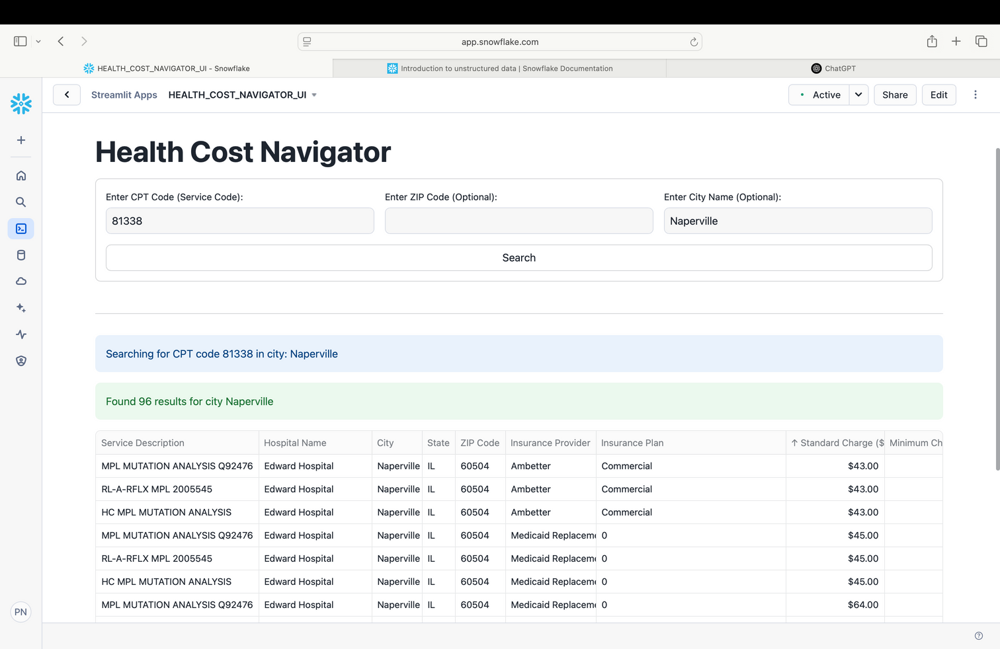 app.snowflake.com
HEALTH_COST_NAVIGATOR_UI - Snowflake
Introduction to unstructured data | Snowflake Documentation
ChatGPT
Streamlit Apps HEALTH_COST_NAVIGATOR_UI
Active
Share
Edit
Health Cost Navigator
Enter CPT Code (Service Code): Enter ZIP Code (Optional): Enter City Name (Optional):
81338 Naperville
Search
Searching for CPT code 81338 in city: Naperville
Found 96 results for city Naperville
Service Description Hospital Name City State ZIP Code Insurance Provider Insurance Plan ↑ Standard Charge ($ Minimum Ch
MPL MUTATION ANALYSIS Q92476 Edward Hospital Naperville IL 60504 Ambetter Commercial $43.00
RL-A-RFLX MPL 2005545 Edward Hospital Naperville IL 60504 Ambetter Commercial $43.00
HC MPL MUTATION ANALYSIS Edward Hospital Naperville IL 60504 Ambetter Commercial $43.00
MPL MUTATION ANALYSIS Q92476 Edward Hospital Naperville IL 60504 Medicaid Replacem 0 $45.00
RL-A-RFLX MPL 2005545 Edward Hospital Naperville IL 60504 Medicaid Replacem 0 $45.00
HC MPL MUTATION ANALYSIS Edward Hospital Naperville IL 60504 Medicaid Replacem 0 $45.00
MPL MUTATION ANALYSIS Q92476 Edward Hospital Naperville IL 60504 Medicaid Replacem 0 $64.00
PN